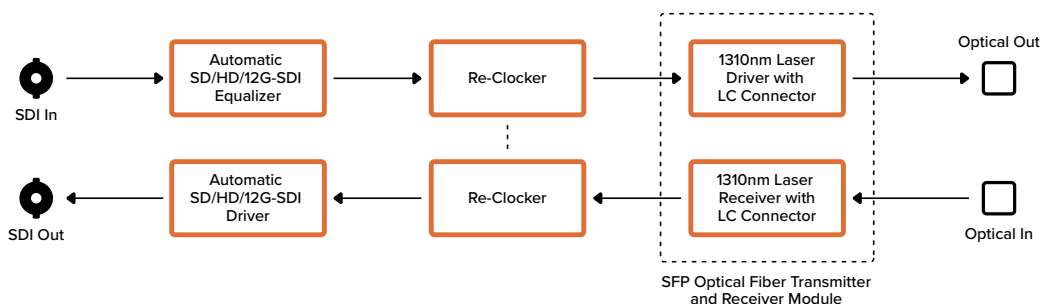 SDI In
Automatic
SD/HD/12G-SDI
Equalizer
Re-Clocker
1310nm Laser
Driver with
LC Connector
Optical Out
SDI Out
Automatic
SD/HD/12G-SDI
Driver
Re-Clocker
1310nm Laser
Receiver with
LC Connector
Optical In
SFP Optical Fiber Transmitter
and Receiver Module